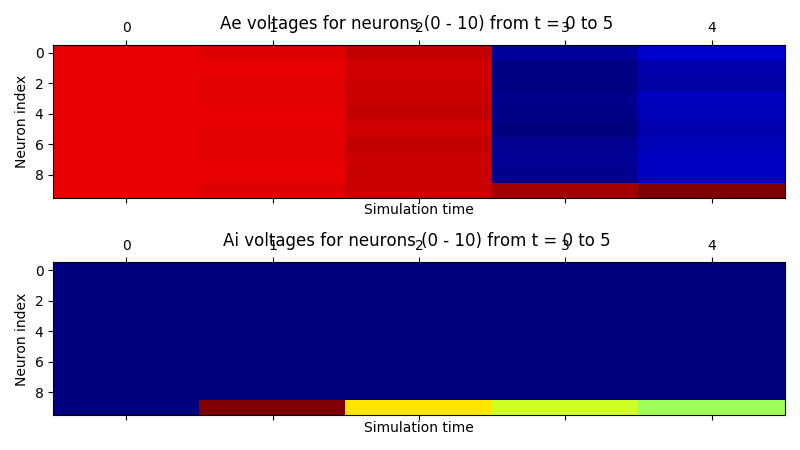 Ae voltages for neurons (0 - 10) from t = 0 to 5
0 1 2 3 4
Neuron index
0
2
4
6
8
Simulation time
Ai voltages for neurons (0 - 10) from t = 0 to 5
0 1 2 3 4
Neuron index
0
2
4
6
8
Simulation time